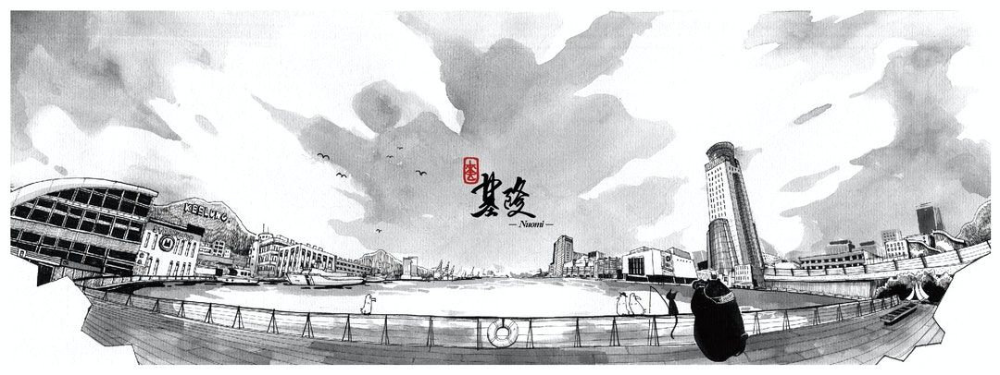 KEELUNG
基隆
— Nuomi —